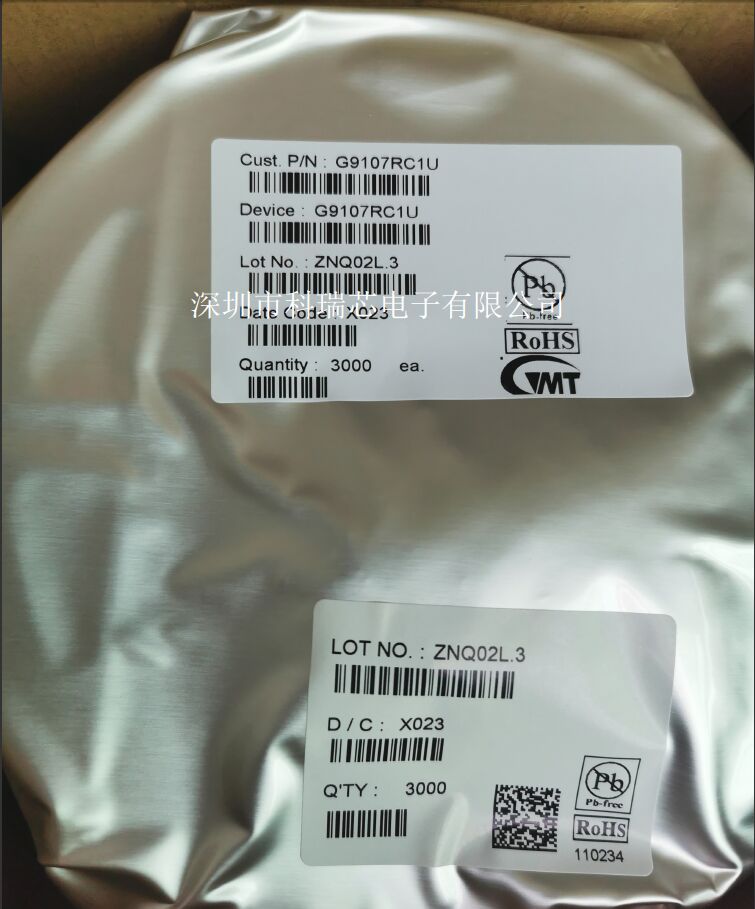 Cust. P/N : G9107RC1U
Device : G9107RC1U
Lot No. : ZNQ02L.3
深圳市科瑞芯电子有限公司
Date Code : X023
Quantity : 3000 ea.
Pb
Pb-free
RoHS
GMT
LOT NO. : ZNQ02L.3
D / C : X023
Q'TY : 3000
Pb
Pb-free
RoHS
110234